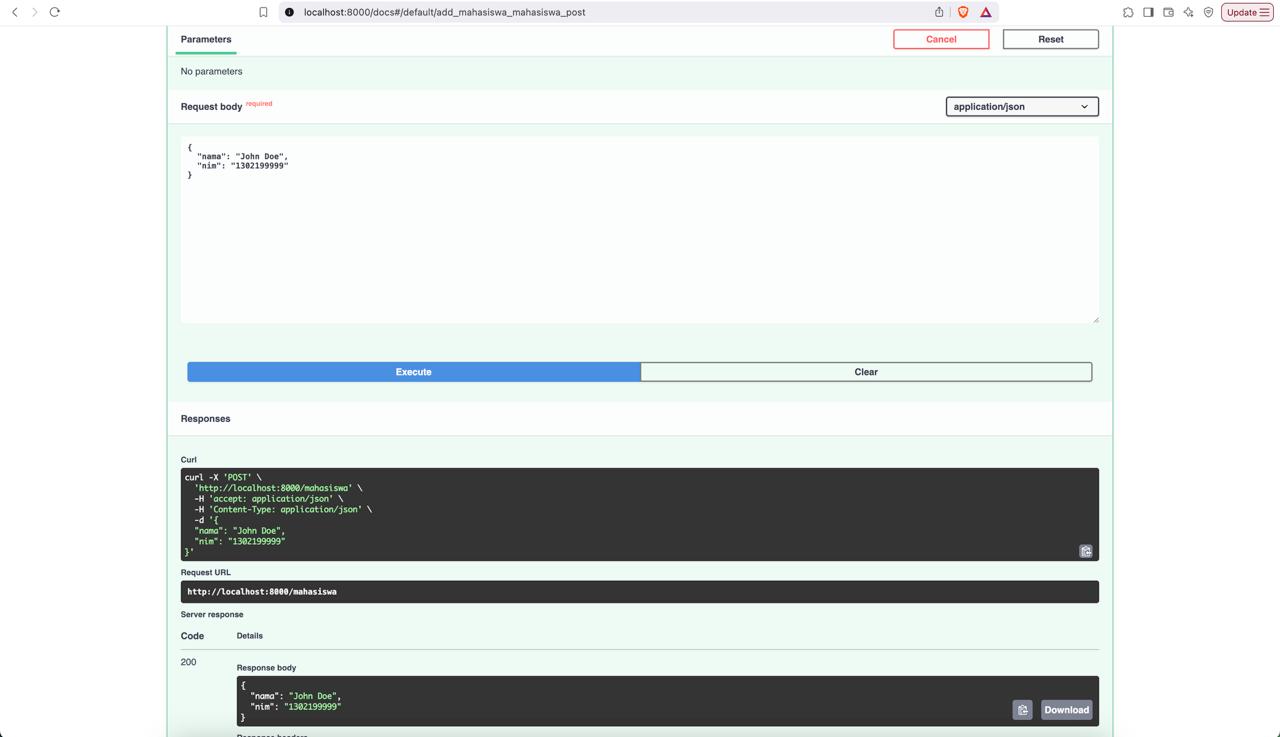 localhost:8000/docs#/default/add_mahasiswa_mahasiswa_post
Update
Parameters
Cancel
Reset
No parameters
Request body required
application/json
{
  "nama": "John Doe",
  "nim": "1302199999"
}
Execute
Clear
Responses
Curl
curl -X 'POST' \
  'http://localhost:8000/mahasiswa' \
  -H 'accept: application/json' \
  -H 'Content-Type: application/json' \
  -d '{
  "nama": "John Doe",
  "nim": "1302199999"
}'
Request URL
http://localhost:8000/mahasiswa
Server response
Code
Details
200
Response body
{
  "nama": "John Doe",
  "nim": "1302199999"
}
Download
Response headers